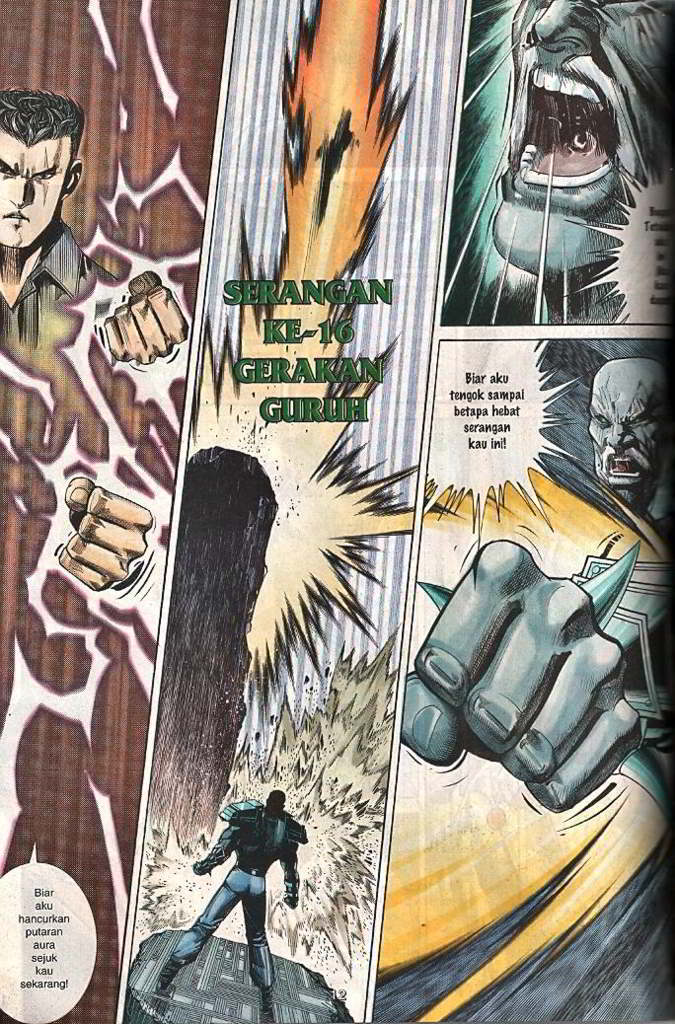 SERANGAN
KE-16
GERAKAN
GURUH
Biar aku
tengok sampai
betapa hebat
serangan
kau ini!
Biar
aku
hancurkan
putaran
aura
sejuk
kau
sekarang!
12